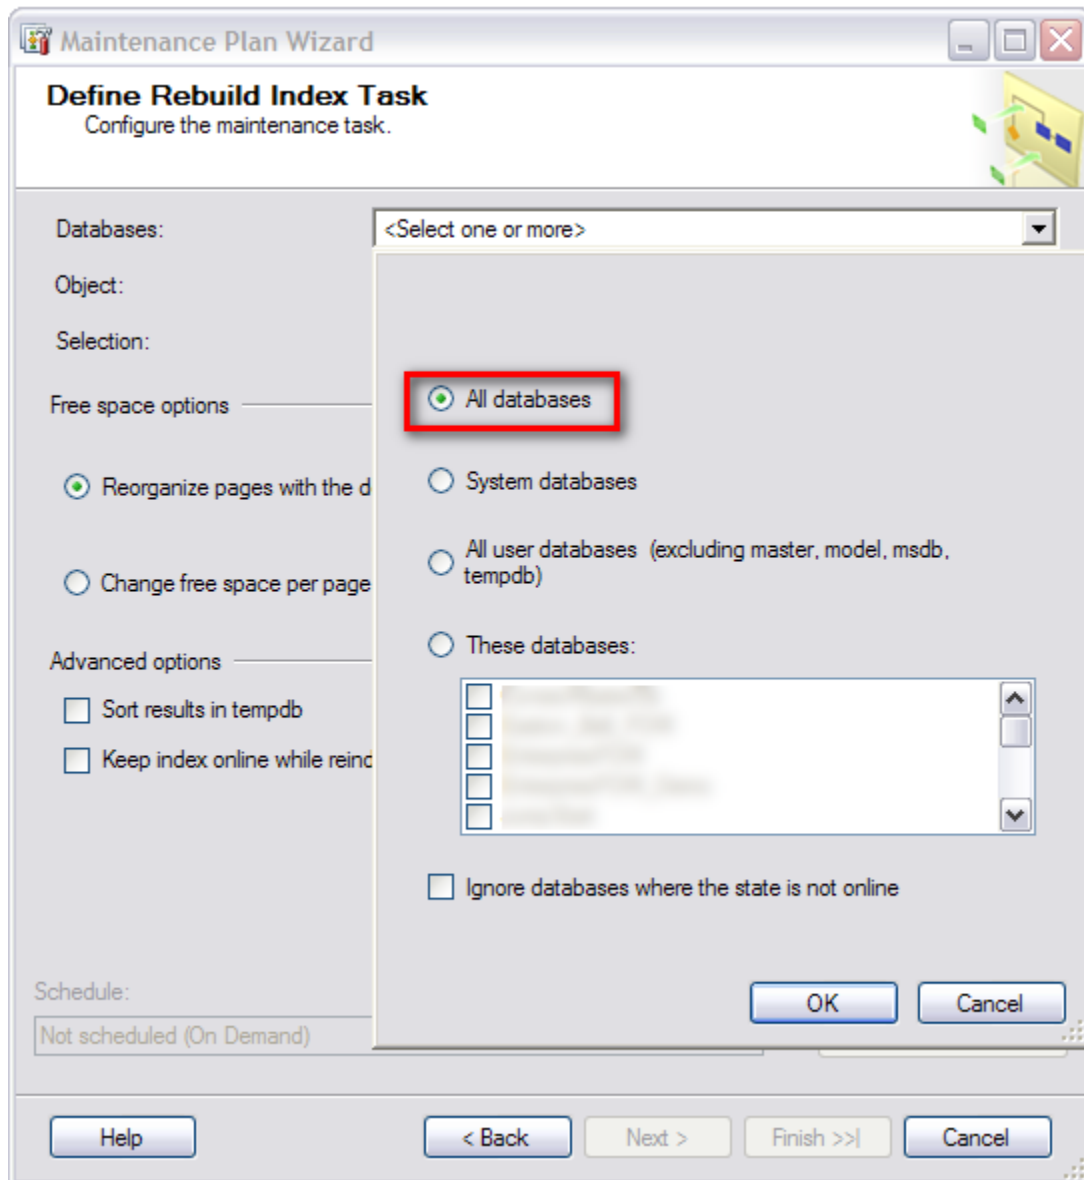 Maintenance Plan Wizard
Define Rebuild Index Task
Configure the maintenance task.
Databases:
<Select one or more>
Object:
Selection:
Free space options
Reorganize pages with the d
Change free space per page
Advanced options
Sort results in tempdb
Keep index online while reind
All databases
System databases
All user databases (excluding master, model, msdb,
tempdb)
These databases:
Ignore databases where the state is not online
OK
Cancel
Schedule:
Not scheduled (On Demand)
Help
< Back
Next >
Finish >>|
Cancel